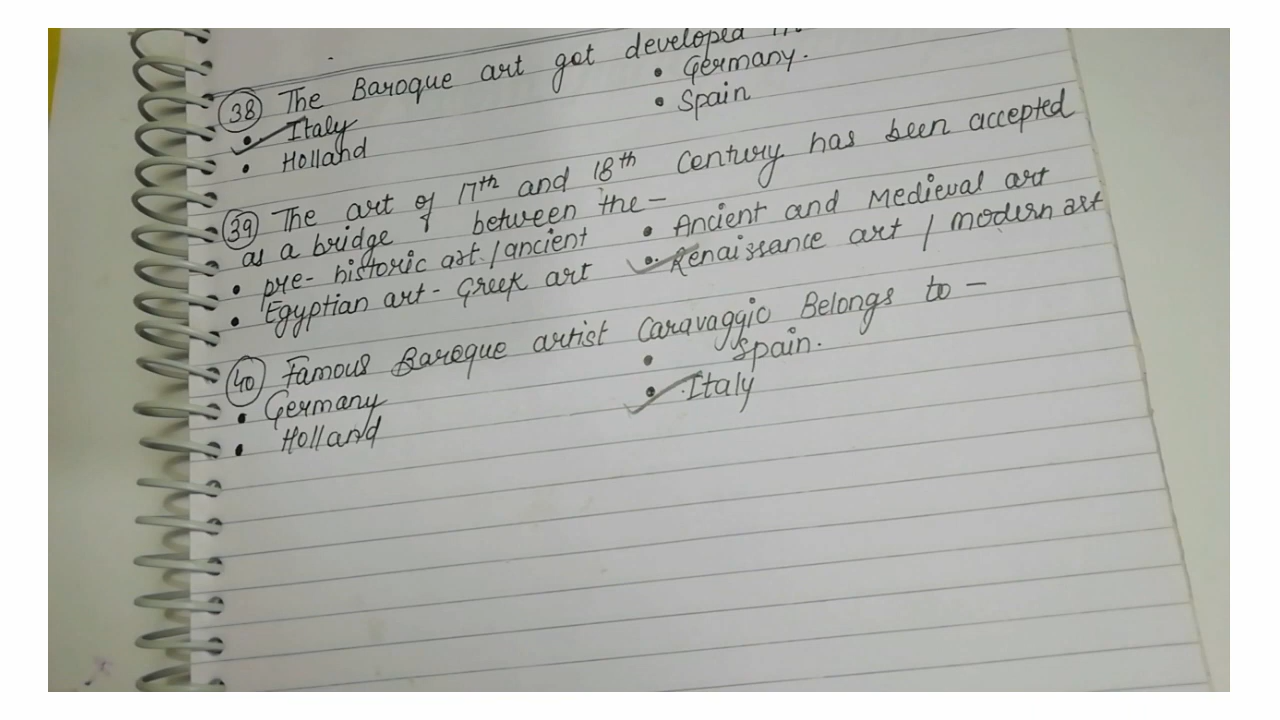 38 The Baroque art got developed in
• Italy • Germany.
• Holland • Spain
39 The art of 17th and 18th Century has been accepted
as a bridge between the –
• pre- historic art / ancient • Ancient and Medieval art
• Egyptian art - Greek art • Renaissance art / modern art
40 Famous Baroque artist Caravaggio Belongs to –
• Germany • Spain.
• Holland • Italy